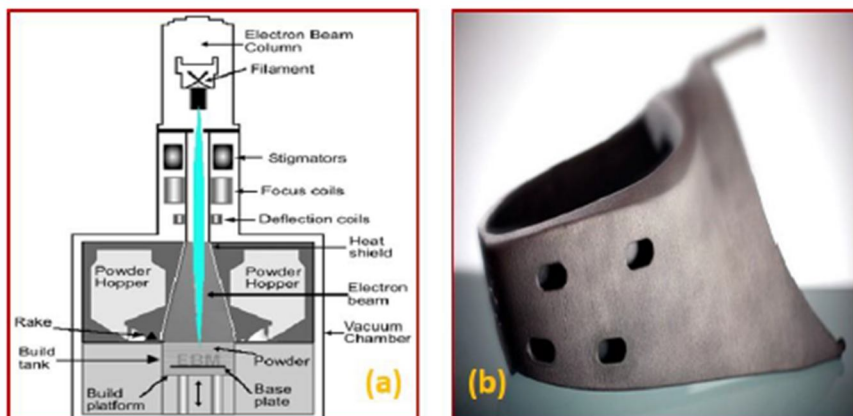 Electron Beam
Column
Filament
Stigmators
Focus coils
Deflection coils
Heat
shield
Powder
Hopper
Powder
Hopper
Electron
beam
Rake
Vacuum
Chamber
Build
tank
EBM
Powder
Build
platform
Base
plate
(a)
(b)